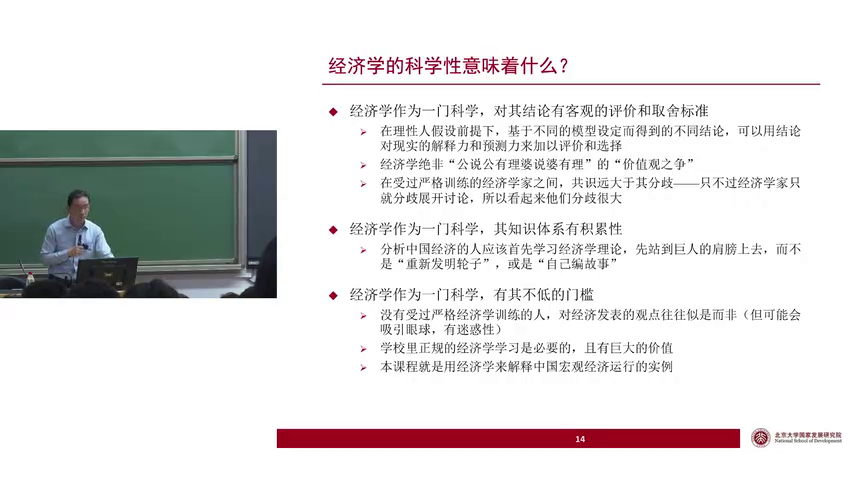 经济学的科学性意味着什么？
经济学作为一门科学，对其结论有客观的评价和取舍标准
在理性人假设前提下，基于不同的模型设定而得到的不同结论，可以用结论
对现实的解释力和预测力来加以评价和选择
经济学绝非“公说公有理婆说婆有理”的“价值观之争”
在受过严格训练的经济学家之间，共识远大于其分歧——只不过经济学家只
就分歧展开讨论，所以看起来他们分歧很大
经济学作为一门科学，其知识体系有积累性
分析中国经济的人应该首先学习经济学理论，先站到巨人的肩膀上去，而不
是“重新发明轮子”，或是“自己编故事”
经济学作为一门科学，有其不低的门槛
没有受过严格经济学训练的人，对经济发表的观点往往似是而非（但可能会
吸引眼球，有迷惑性）
学校里正规的经济学学习是必要的，且有巨大的价值
本课程就是用经济学来解释中国宏观经济运行的实例
14
北京大学国家发展研究院
National School of Development